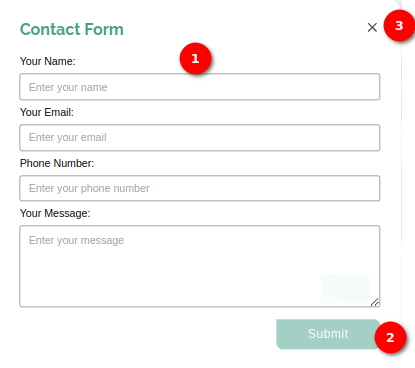 Contact Form
3
1
Your Name:
Enter your name
Your Email:
Enter your email
Phone Number:
Enter your phone number
Your Message:
Enter your message
Submit
2